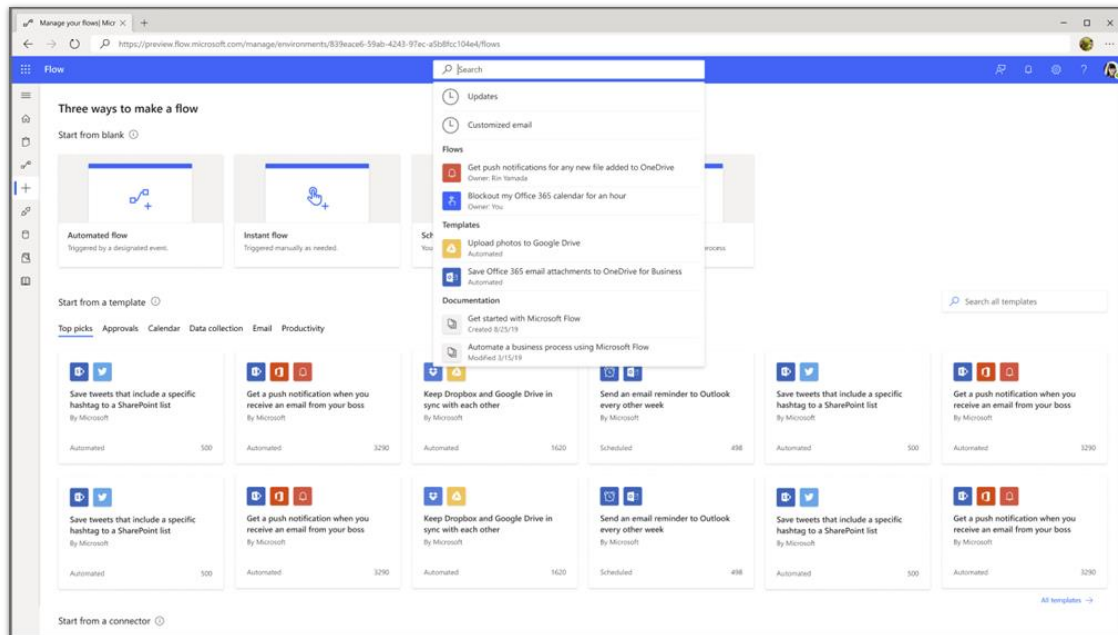 Manage your flows| Micr
https://preview.flow.microsoft.com/manage/environments/839eace6-59ab-4243-97ec-a5b8fcc104e4/flows
Flow
Search
Updates
Customized email
Flows
Get push notifications for any new file added to OneDrive
Owner: Rin Yamada
Blockout my Office 365 calendar for an hour
Owner: You
Templates
Upload photos to Google Drive
Automated
Save Office 365 email attachments to OneDrive for Business
Automated
Documentation
Get started with Microsoft Flow
Created 8/25/19
Automate a business process using Microsoft Flow
Modified 3/15/19
Three ways to make a flow
Start from blank
Automated flow
Triggered by a designated event.
Instant flow
Triggered manually as needed.
Start from a template
Search all templates
Top picks Approvals Calendar Data collection Email Productivity
Save tweets that include a specific
hashtag to a SharePoint list
By Microsoft
Automated 500
Get a push notification when you
receive an email from your boss
By Microsoft
Automated 3290
Keep Dropbox and Google Drive in
sync with each other
By Microsoft
Automated 1620
Send an email reminder to Outlook
every other week
By Microsoft
Scheduled 498
Save tweets that include a specific
hashtag to a SharePoint list
By Microsoft
Automated 500
Get a push notification when you
receive an email from your boss
By Microsoft
Automated 3290
Save tweets that include a specific
hashtag to a SharePoint list
By Microsoft
Automated 500
Get a push notification when you
receive an email from your boss
By Microsoft
Automated 3290
Keep Dropbox and Google Drive in
sync with each other
By Microsoft
Automated 1620
Send an email reminder to Outlook
every other week
By Microsoft
Scheduled 498
Save tweets that include a specific
hashtag to a SharePoint list
By Microsoft
Automated 500
Get a push notification when you
receive an email from your boss
By Microsoft
Automated 3290
All templates
Start from a connector